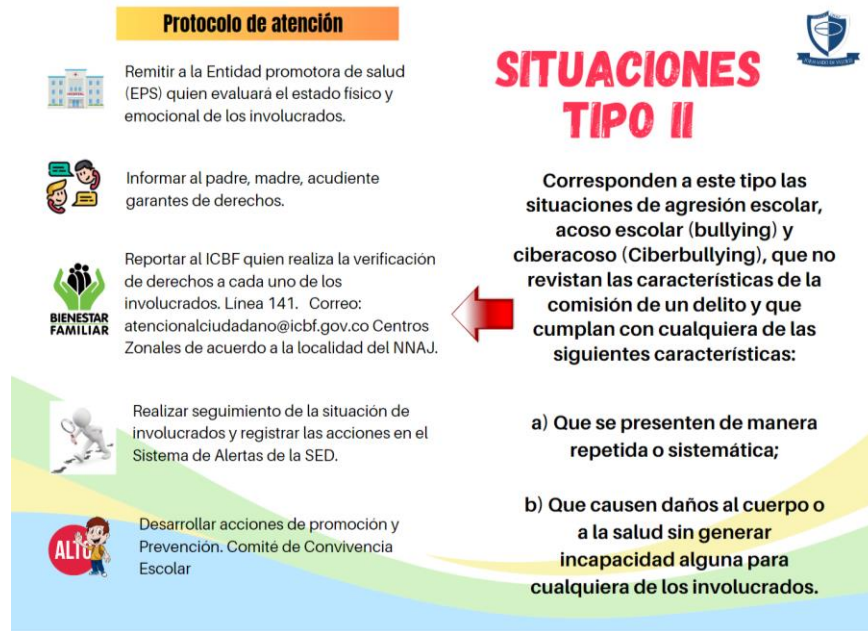 Protocolo de atención
Remitir a la Entidad promotora de salud
(EPS) quien evaluará el estado físico y
emocional de los involucrados.
Informar al padre, madre, acudiente
garantes de derechos.
Reportar al ICBF quien realiza la verificación
de derechos a cada uno de los
involucrados. Línea 141. Correo:
atencionalciudadano@icbf.gov.co Centros
Zonales de acuerdo a la localidad del NNAJ.
BIENESTAR
FAMILIAR
Realizar seguimiento de la situación de
involucrados y registrar las acciones en el
Sistema de Alertas de la SED.
ALTO
Desarrollar acciones de promoción y
Prevención. Comité de Convivencia
Escolar
SITUACIONES
TIPO II
Corresponden a este tipo las
situaciones de agresión escolar,
acoso escolar (bullying) y
ciberacoso (Ciberbullying), que no
revistan las características de la
comisión de un delito y que
cumplan con cualquiera de las
siguientes características:
a) Que se presenten de manera
repetida o sistemática;
b) Que causen daños al cuerpo o
a la salud sin generar
incapacidad alguna para
cualquiera de los involucrados.